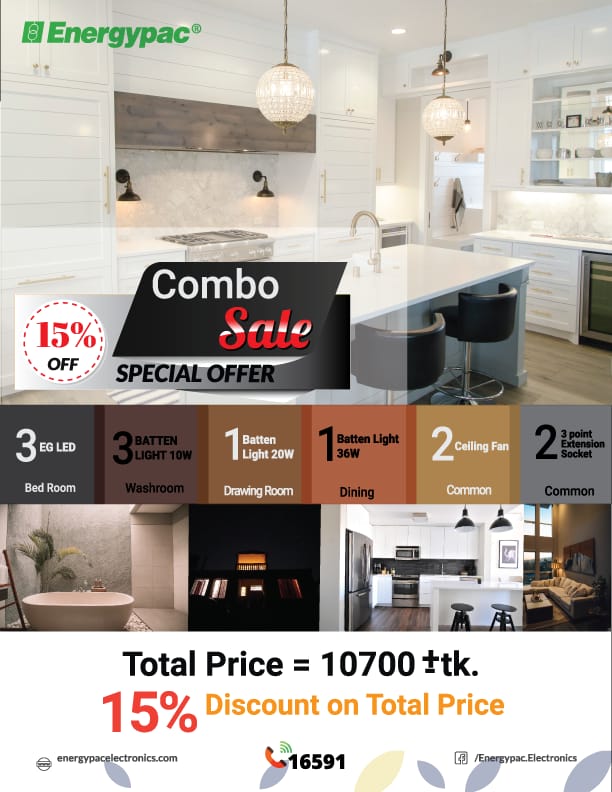 Energypac®
Combo
Sale
15%
OFF
SPECIAL OFFER
3 EG LED
Bed Room
3 BATTEN
LIGHT 10W
Washroom
1 Batten
Light 20W
Drawing Room
1 Batten Light
36W
Dining
2 Ceiling Fan
Common
2 3 point
Extension
Socket
Common
Total Price = 10700 ±tk.
15% Discount on Total Price
energypacelectronics.com
16591
/Energypac.Electronics